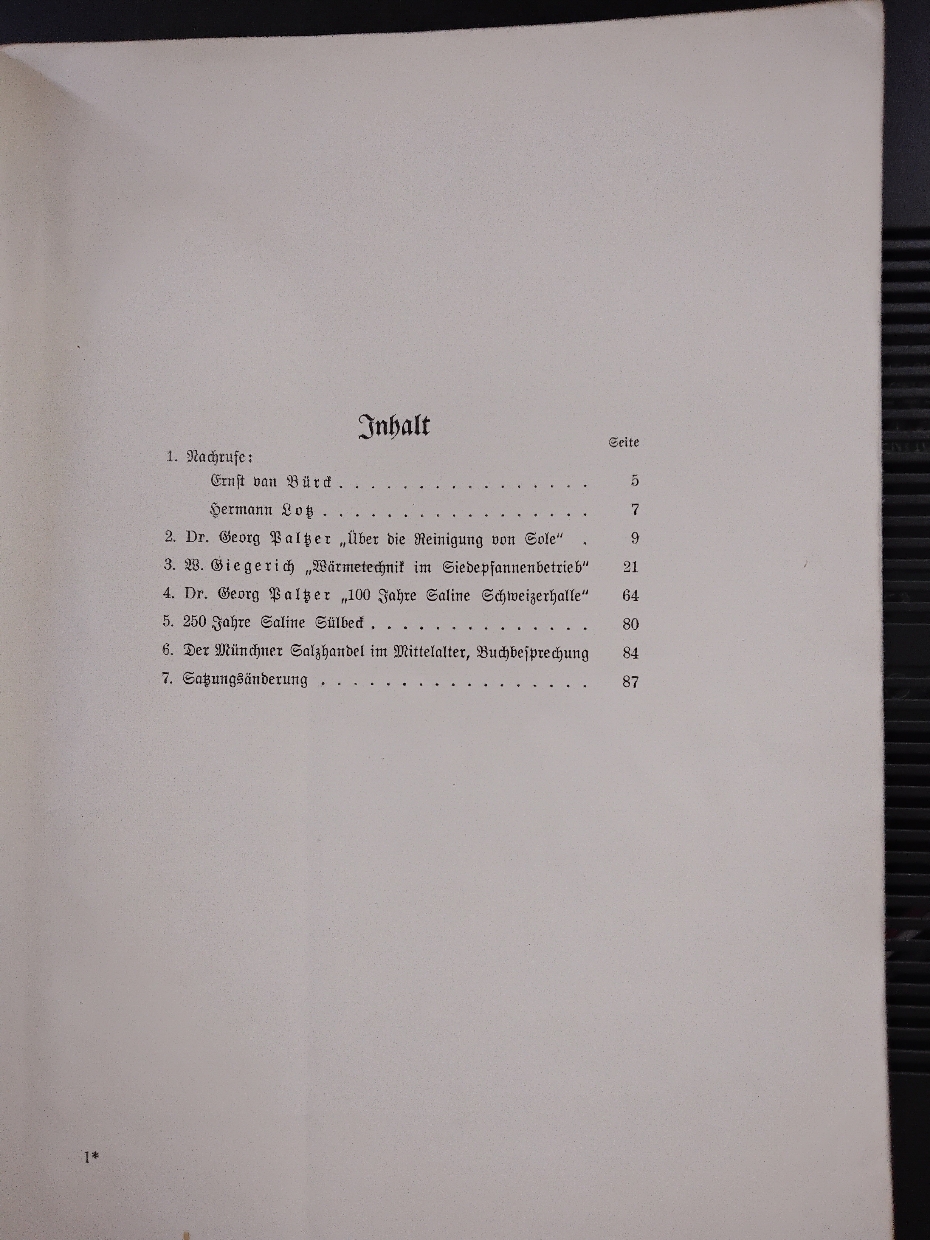 Inhalt
Seite
1. Nachrufe:
Ernst van Bürck . . . . . . . . . . . . . . . . 5
Hermann Lotz . . . . . . . . . . . . . . . . . 7
2. Dr. Georg Paltzer „Über die Reinigung von Sole“ . 9
3. W. Giegerich „Wärmetechnik im Siedepfannenbetrieb“ 21
4. Dr. Georg Paltzer „100 Jahre Saline Schweizerhalle“ 64
5. 250 Jahre Saline Sülbeck . . . . . . . . . . . . . . 80
6. Der Münchner Salzhandel im Mittelalter, Buchbesprechung 84
7. Satzungsänderung . . . . . . . . . . . . . . . . . 87
1*